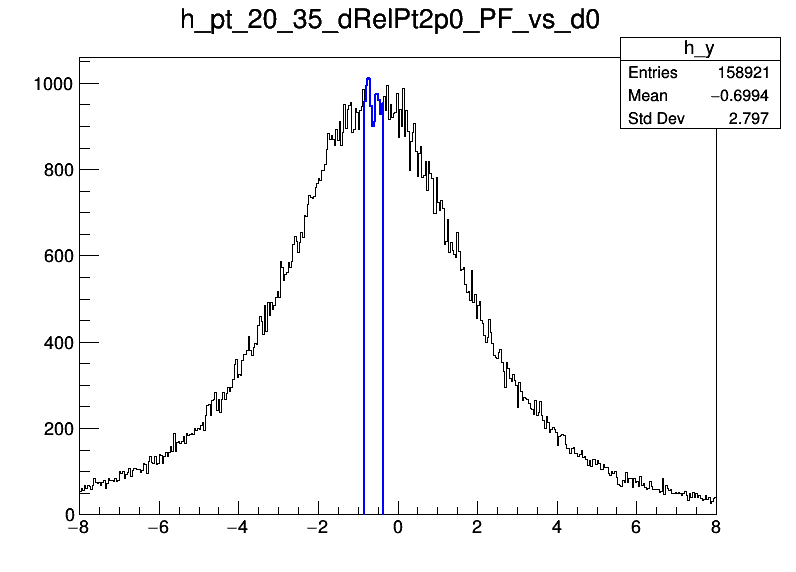 h_pt_20_35_dRelPt2p0_PF_vs_d0
h_y
Entries 158921
Mean −0.6994
Std Dev 2.797
1000
800
600
400
200
0
−8 −6 −4 −2 0 2 4 6 8